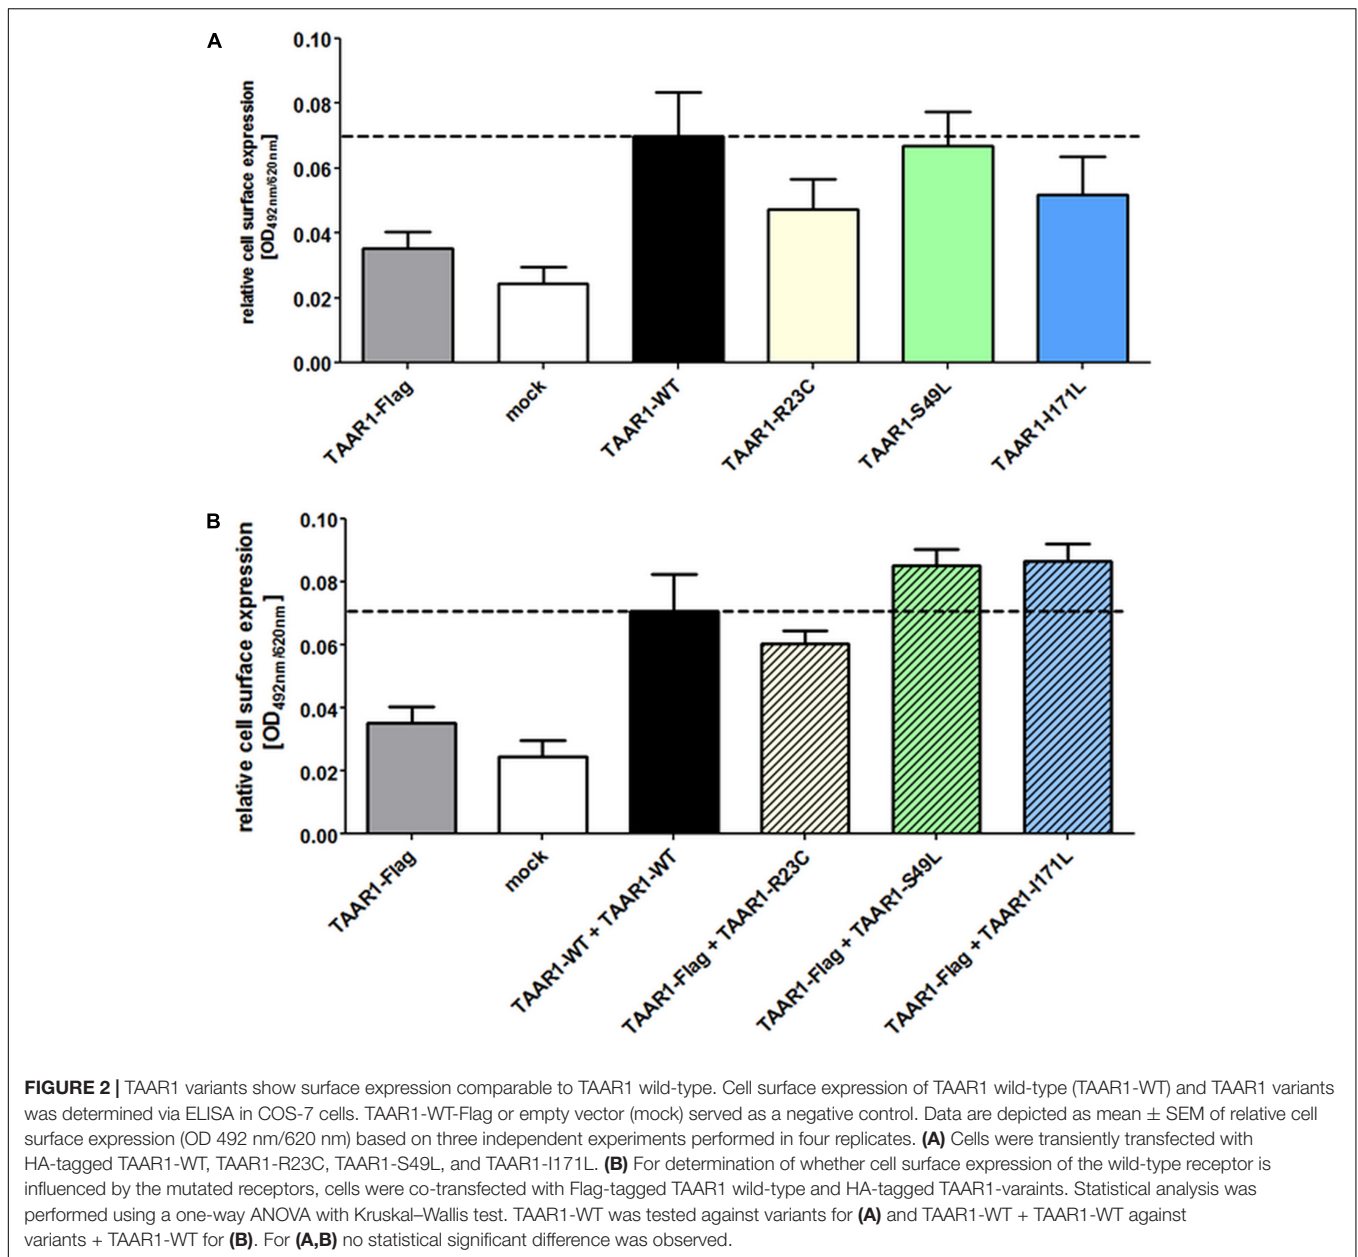 A
0.10
0.08
0.06
0.04
0.02
0.00
relative cell surface expression
[OD492nm/620nm]
TAAR1-Flag
mock
TAAR1-WT
TAAR1-R23C
TAAR1-S49L
TAAR1-I171L
B
0.10
0.08
0.06
0.04
0.02
0.00
relative cell surface expression
[OD492nm/620nm]
TAAR1-Flag
mock
TAAR1-WT + TAAR1-WT
TAAR1-Flag + TAAR1-R23C
TAAR1-Flag + TAAR1-S49L
TAAR1-Flag + TAAR1-I171L
FIGURE 2 | TAAR1 variants show surface expression comparable to TAAR1 wild-type. Cell surface expression of TAAR1 wild-type (TAAR1-WT) and TAAR1 variants
was determined via ELISA in COS-7 cells. TAAR1-WT-Flag or empty vector (mock) served as a negative control. Data are depicted as mean ± SEM of relative cell
surface expression (OD 492 nm/620 nm) based on three independent experiments performed in four replicates. (A) Cells were transiently transfected with
HA-tagged TAAR1-WT, TAAR1-R23C, TAAR1-S49L, and TAAR1-I171L. (B) For determination of whether cell surface expression of the wild-type receptor is
influenced by the mutated receptors, cells were co-transfected with Flag-tagged TAAR1 wild-type and HA-tagged TAAR1-varaints. Statistical analysis was
performed using a one-way ANOVA with Kruskal–Wallis test. TAAR1-WT was tested against variants for (A) and TAAR1-WT + TAAR1-WT against
variants + TAAR1-WT for (B). For (A,B) no statistical significant difference was observed.